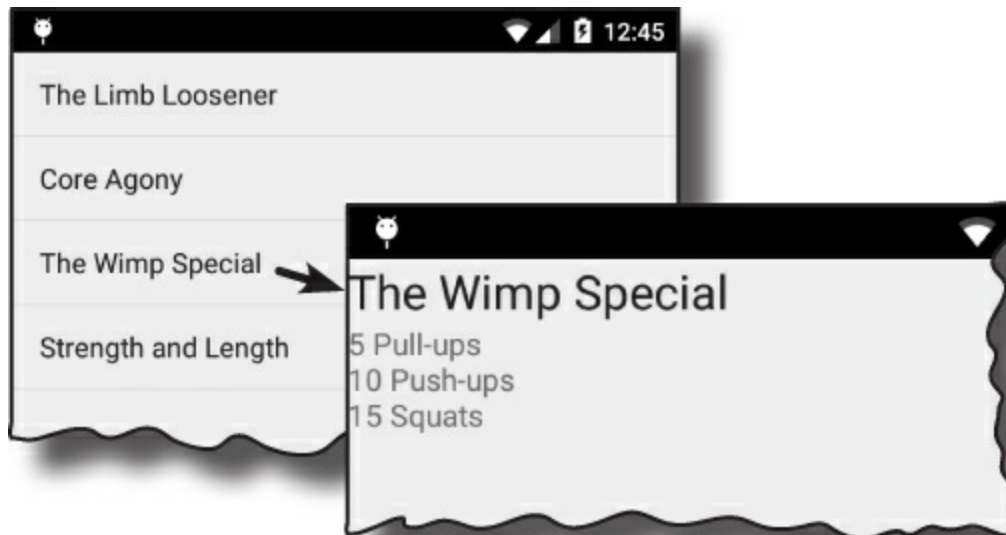 12:45
The Limb Loosener
Core Agony
The Wimp Special
Strength and Length
The Wimp Special
5 Pull-ups
10 Push-ups
15 Squats